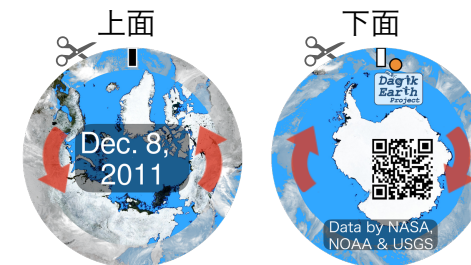 上面
下面
Dec. 8,
2011
Dagik
Earth
Project
Data by NASA,
NOAA & USGS